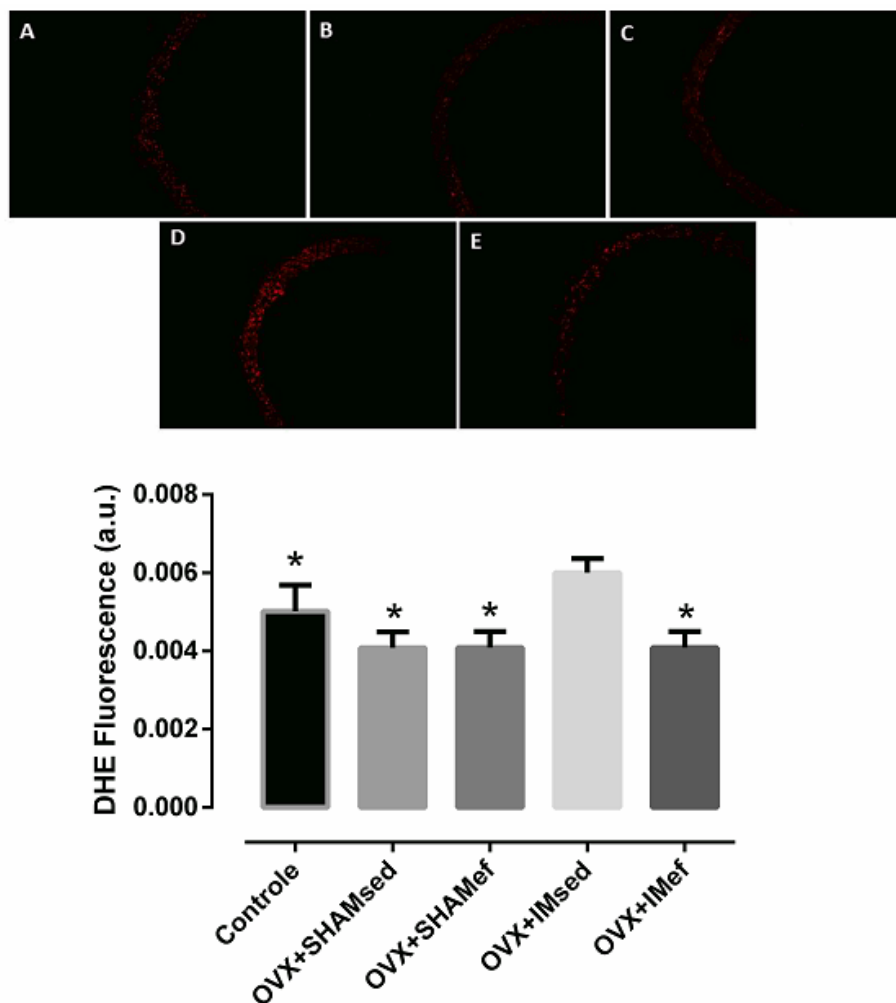 A
B
C
D
E
DHE Fluorescence (a.u.)
0.008
0.006
0.004
0.002
0.000
*
*
*
*
Controle
OVX+SHAMsed
OVX+SHAMef
OVX+IMsed
OVX+IMef